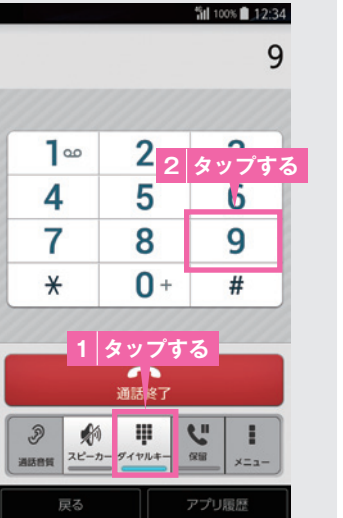 4G 100% 12:34
9
1 2 3
2 タップする
4 5 6
7 8 9
* 0 + #
1 タップする
通話終了
通話音質 スピーカー ダイヤルキー 保留 メニュー
戻る アプリ履歴